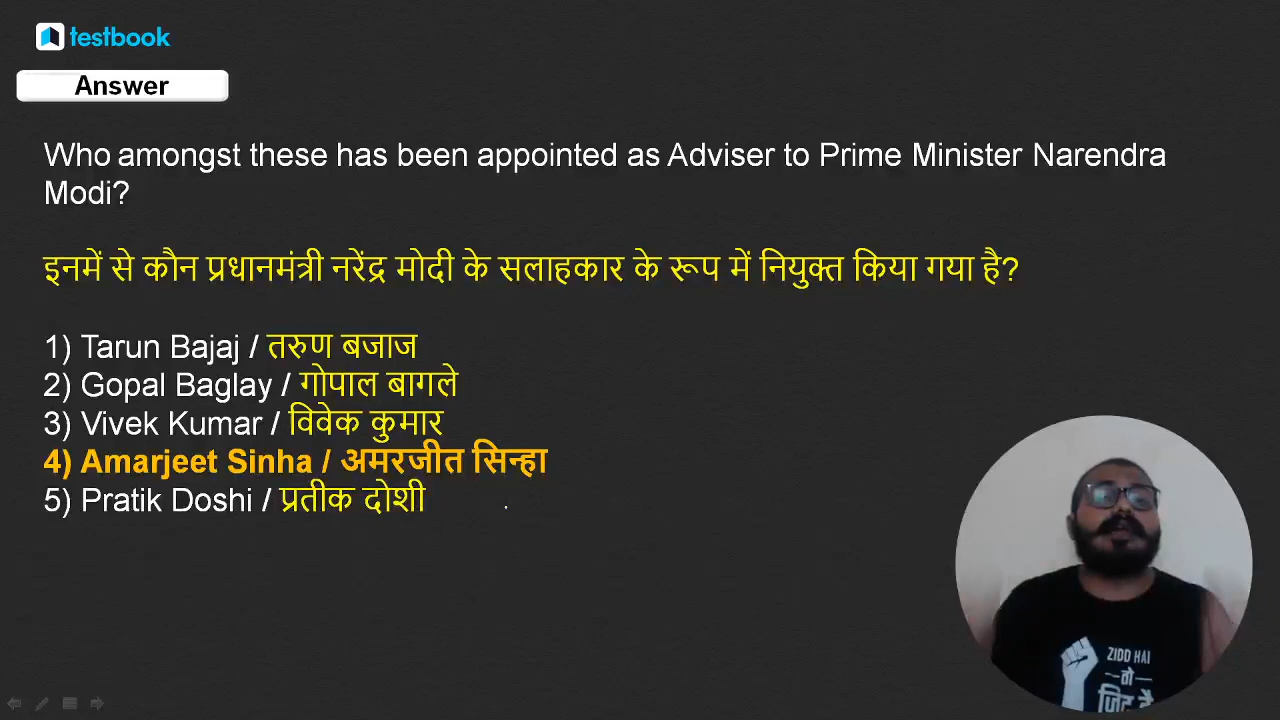 testbook
Answer
Who amongst these has been appointed as Adviser to Prime Minister Narendra
Modi?
इनमें से कौन प्रधानमंत्री नरेंद्र मोदी के सलाहकार के रूप में नियुक्त किया गया है?
1) Tarun Bajaj / तरुण बजाज
2) Gopal Baglay / गोपाल बागले
3) Vivek Kumar / विवेक कुमार
4) Amarjeet Sinha / अमरजीत सिन्हा
5) Pratik Doshi / प्रतीक दोशी
ZIDD HAI
तो